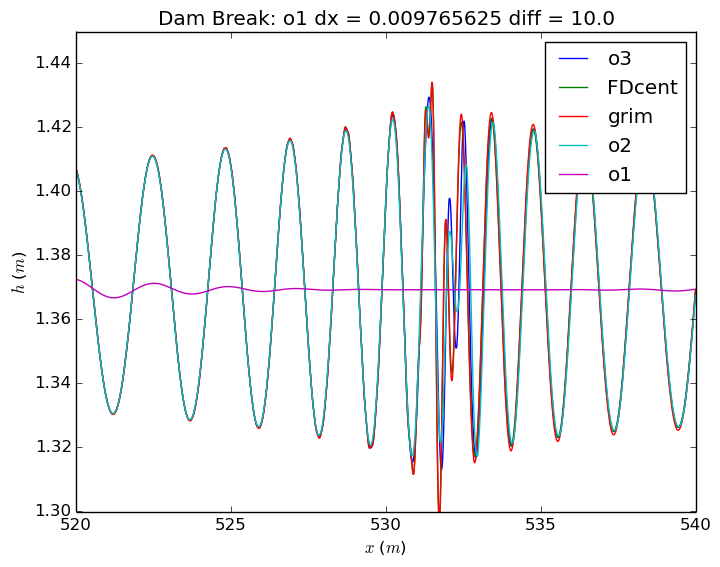 Dam Break: o1 dx = 0.009765625 diff = 10.0
1.44
1.42
1.40
1.38
1.36
1.34
1.32
1.30
h (m)
520
525
530
535
540
x (m)
o3
FDcent
grim
o2
o1